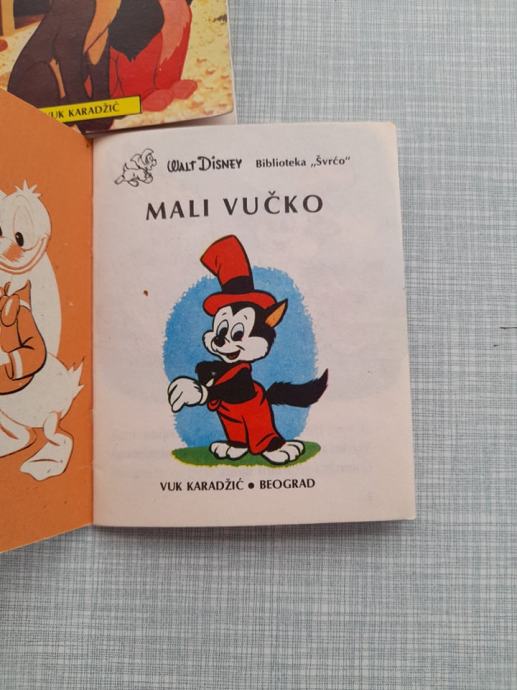 VUK KARADŽIĆ
WALT DISNEY Biblioteka „Švrćo“
MALI VUČKO
VUK KARADŽIĆ • BEOGRAD